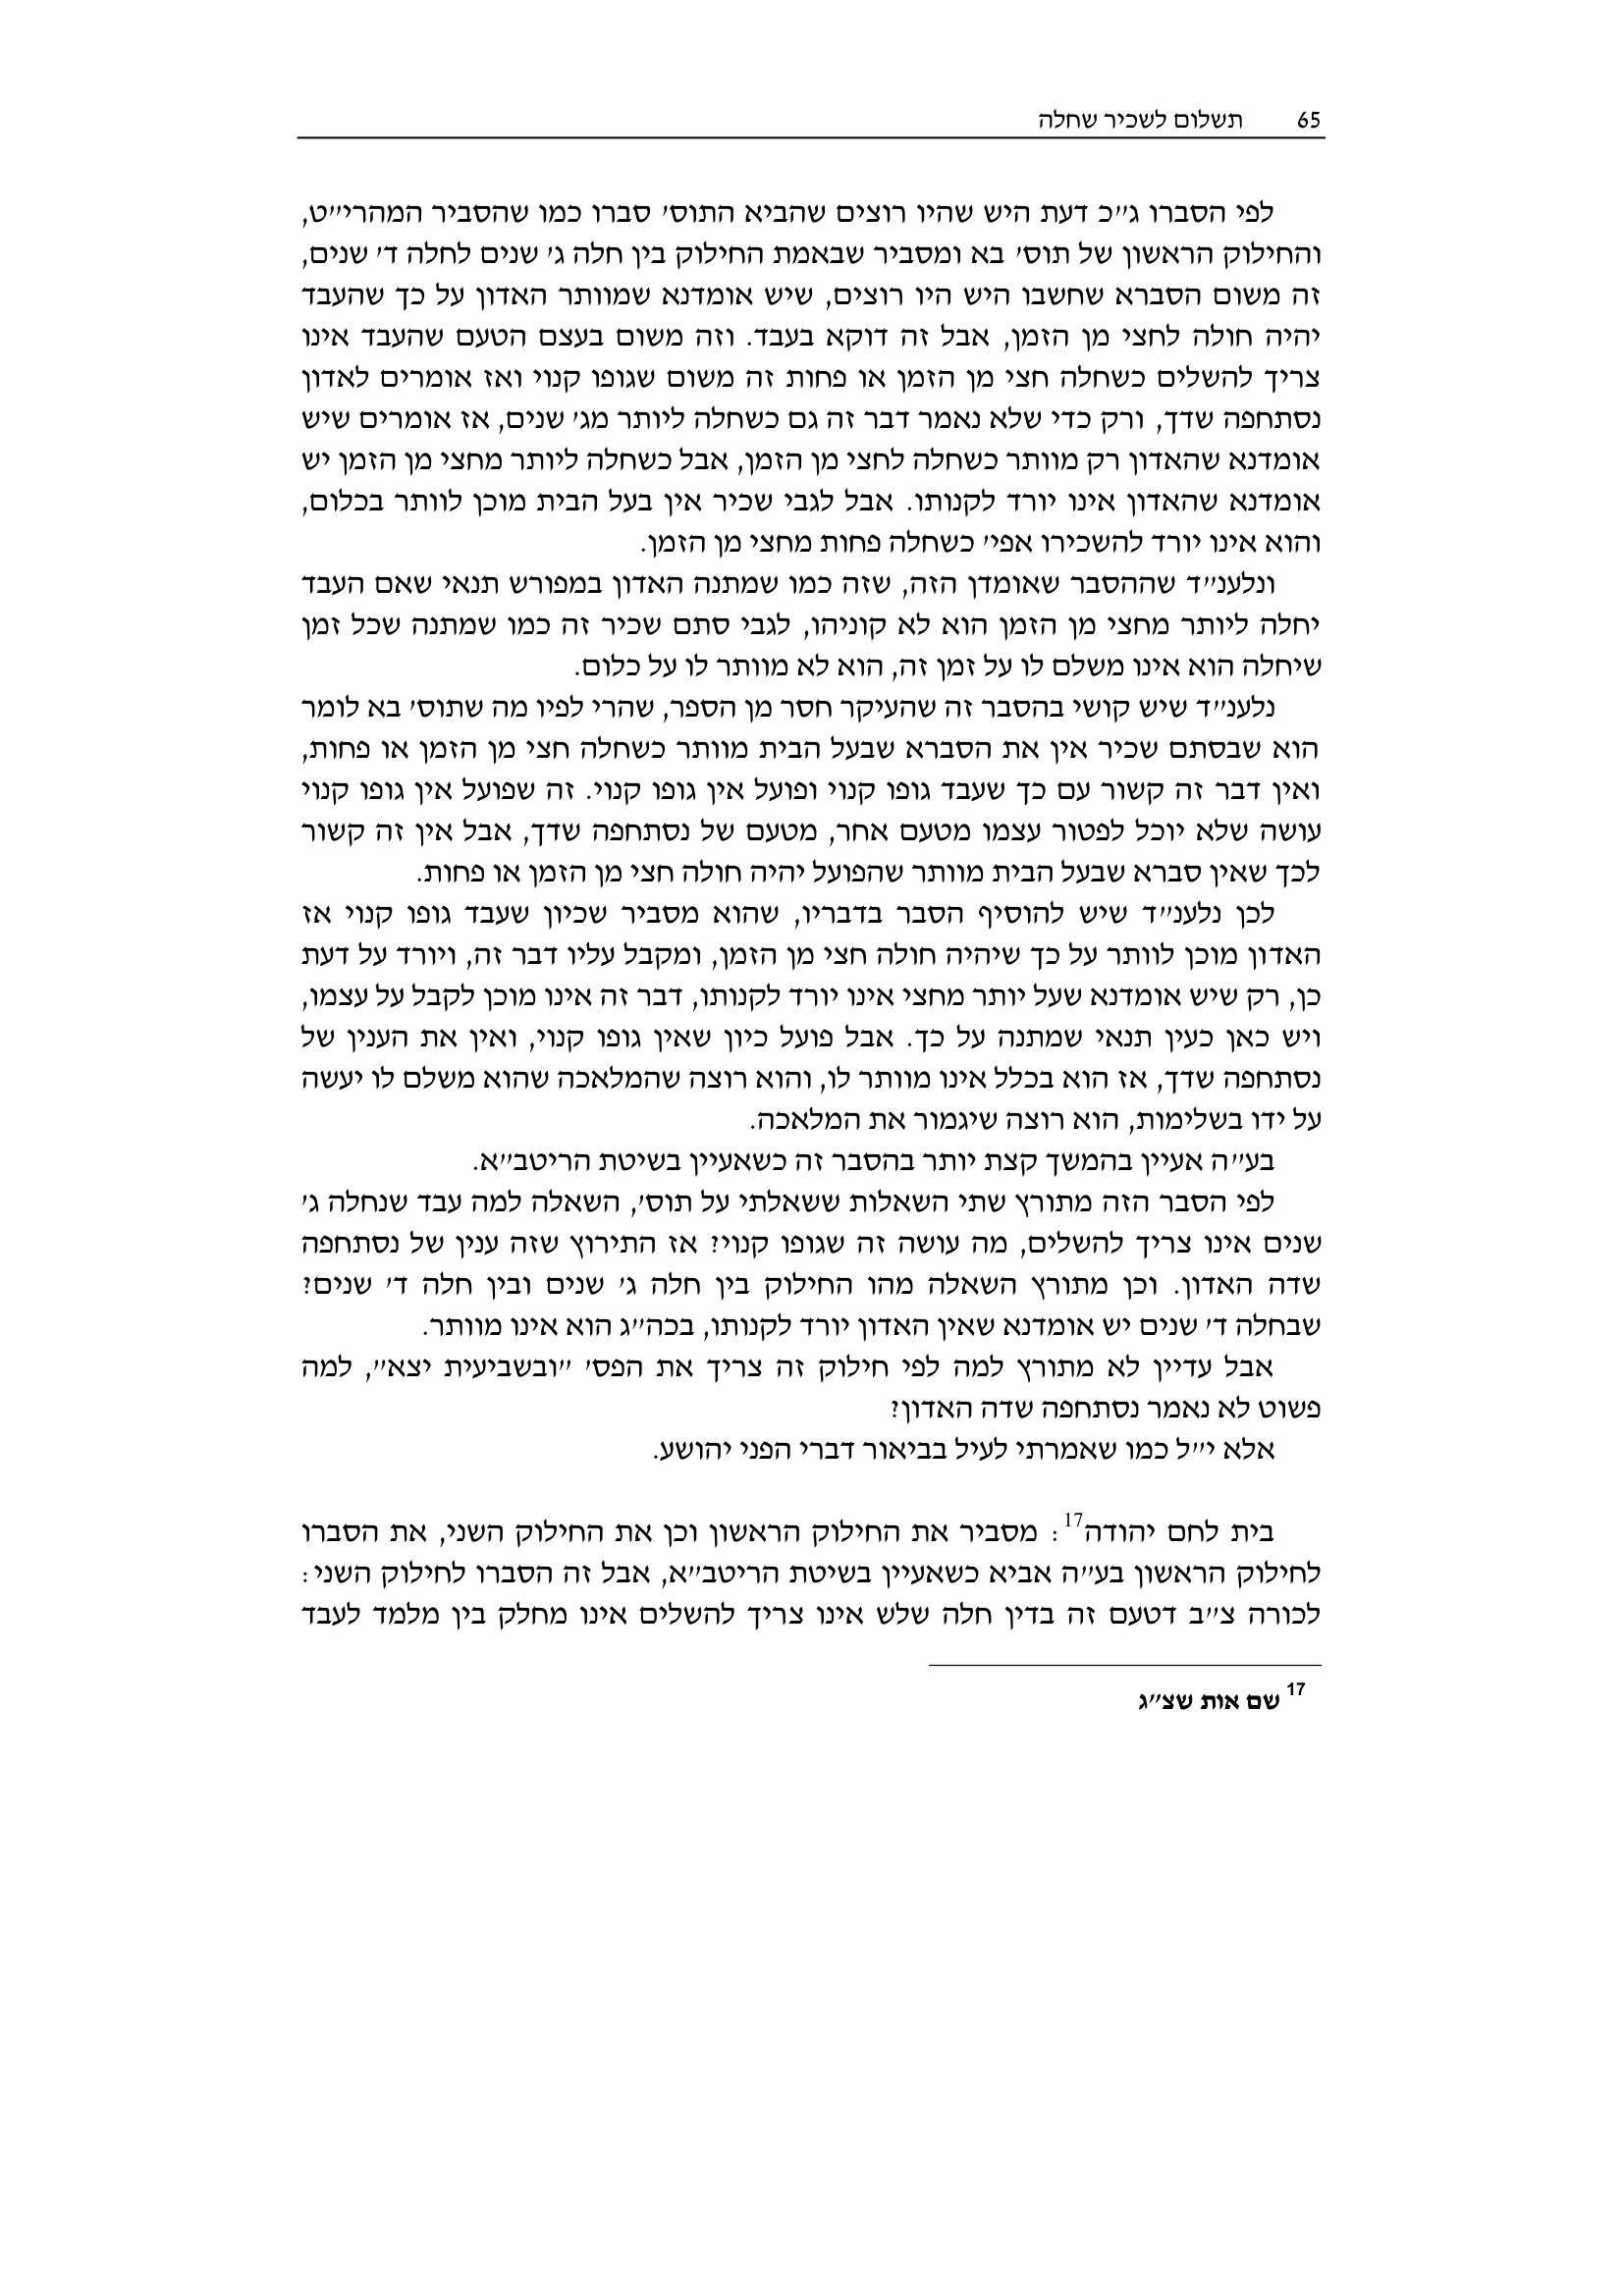 65 תשלום לשכיר שחלה
לפי הסברו ג״כ דעת היש שהיו רוצים שהביא התוס׳ סברו כמו שהסביר המהרי״ט,
והחילוק הראשון של תוס׳ בא ומסביר שבאמת החילוק בין חלה ג׳ שנים לחלה ד׳ שנים,
זה משום הסברא שחשבו היש היו רוצים, שיש אומדנא שמוותר האדון על כך שהעבד
יהיה חולה לחצי מן הזמן, אבל זה דוקא בעבד. וזה משום בעצם הטעם שהעבד אינו
צריך להשלים כשחלה חצי מן הזמן או פחות זה משום שגופו קנוי ואז אומרים לאדון
נסתחפה שדך, ורק כדי שלא נאמר דבר זה גם כשחלה ליותר מג׳ שנים, אז אומרים שיש
אומדנא שהאדון רק מוותר כשחלה לחצי מן הזמן, אבל כשחלה ליותר מחצי מן הזמן יש
אומדנא שהאדון אינו יורד לקנותו. אבל לגבי שכיר אין בעל הבית מוכן לוותר בכלום,
והוא אינו יורד להשכירו אפי׳ כשחלה פחות מחצי מן הזמן.
ונלענ״ד שההסבר שאומדן הזה, שזה כמו שמתנה האדון במפורש תנאי שאם העבד
יחלה ליותר מחצי מן הזמן הוא לא קוניהו, לגבי סתם שכיר זה כמו שמתנה שכל זמן
שיחלה הוא אינו משלם לו על זמן זה, הוא לא מוותר לו על כלום.
נלענ״ד שיש קושי בהסבר זה שהעיקר חסר מן הספר, שהרי לפיו מה שתוס׳ בא לומר
הוא שבסתם שכיר אין את הסברא שבעל הבית מוותר כשחלה חצי מן הזמן או פחות,
ואין דבר זה קשור עם כך שעבד גופו קנוי ופועל אין גופו קנוי. זה שפועל אין גופו קנוי
עושה שלא יוכל לפטור עצמו מטעם אחר, מטעם של נסתחפה שדך, אבל אין זה קשור
לכך שאין סברא שבעל הבית מוותר שהפועל יהיה חולה חצי מן הזמן או פחות.
לכן נלענ״ד שיש להוסיף הסבר בדבריו, שהוא מסביר שכיון שעבד גופו קנוי אז
האדון מוכן לוותר על כך שיהיה חולה חצי מן הזמן, ומקבל עליו דבר זה, ויורד על דעת
כן, רק שיש אומדנא שעל יותר מחצי אינו יורד לקנותו, דבר זה אינו מוכן לקבל על עצמו,
ויש כאן כעין תנאי שמתנה על כך. אבל פועל כיון שאין גופו קנוי, ואין את הענין של
נסתחפה שדך, אז הוא בכלל אינו מוותר לו, והוא רוצה שהמלאכה שהוא משלם לו יעשה
על ידו בשלימות, הוא רוצה שיגמור את המלאכה.
בע״ה אעיין בהמשך קצת יותר בהסבר זה כשאעיין בשיטת הריטב״א.
לפי הסבר הזה מתורץ שתי השאלות ששאלתי על תוס׳, השאלה למה עבד שנחלה ג׳
שנים אינו צריך להשלים, מה עושה זה שגופו קנוי? אז התירוץ שזה ענין של נסתחפה
שדה האדון. וכן מתורץ השאלה מהו החילוק בין חלה ג׳ שנים ובין חלה ד׳ שנים?
שבחלה ד׳ שנים יש אומדנא שאין האדון יורד לקנותו, בכה״ג הוא אינו מוותר.
אבל עדיין לא מתורץ למה לפי חילוק זה צריך את הפס׳ ״ובשביעית יצא״, למה
פשוט לא נאמר נסתחפה שדה האדון?
אלא י״ל כמו שאמרתי לעיל בביאור דברי הפני יהושע.
בית לחם יהודה17: מסביר את החילוק הראשון וכן את החילוק השני, את הסברו
לחילוק הראשון בע״ה אביא כשאעיין בשיטת הריטב״א, אבל זה הסברו לחילוק השני:
לכורה צ״ב דטעם זה בדין חלה שלש אינו צריך להשלים אינו מחלק בין מלמד לעבד
17 שם אות שצ״ג